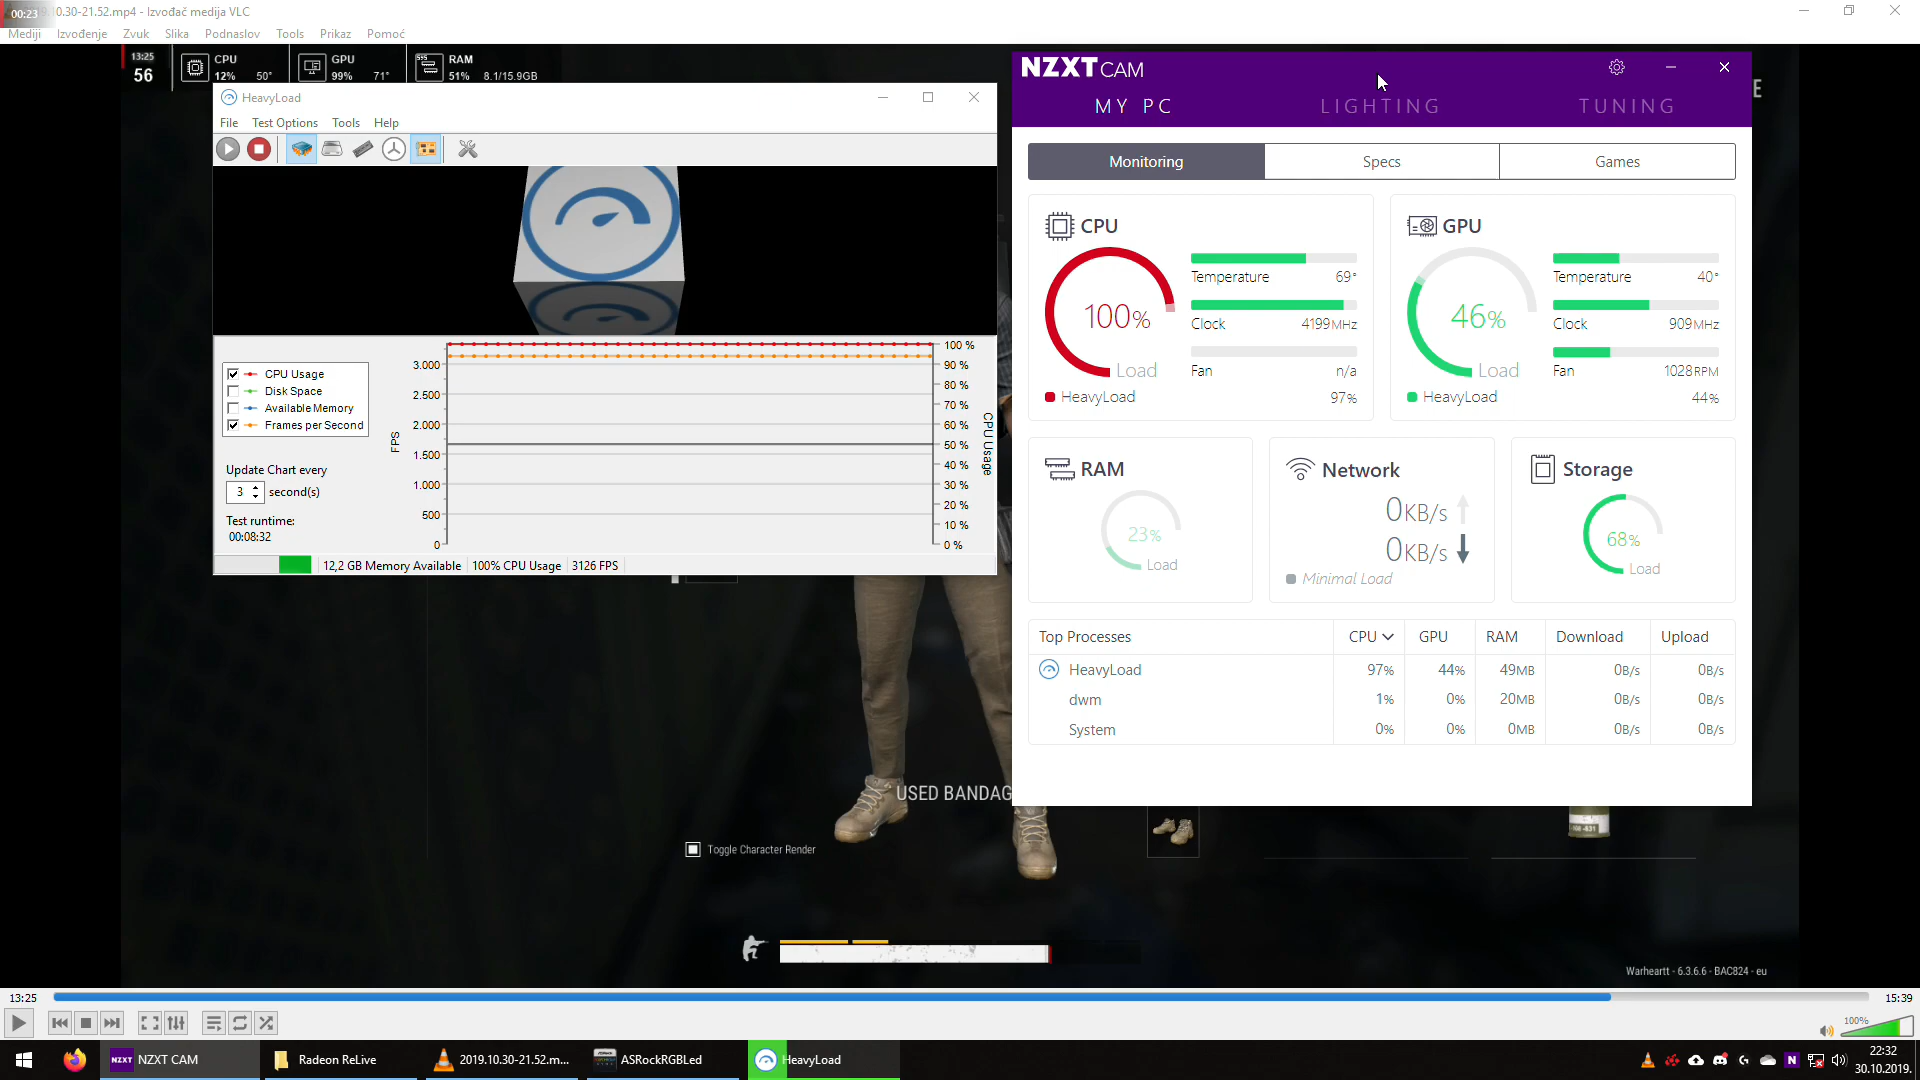 00:23
.10.30-21.52.mp4 - Izvođač medija VLC
Mediji Izvođenje Zvuk Slika Podnaslov Tools Prikaz Pomoć
13:25
56
CPU
12% 50°
GPU
99% 71°
RAM
51% 8.1/15.9GB
HeavyLoad
File Test Options Tools Help
CPU Usage
Disk Space
Available Memory
Frames per Second
Update Chart every
3 second(s)
Test runtime:
00:08:32
FPS
3.000
2.500
2.000
1.500
1.000
500
0
100 %
90 %
80 %
70 %
60 %
50 %
40 %
30 %
20 %
10 %
0 %
CPU Usage
12,2 GB Memory Available 100% CPU Usage 3126 FPS
NZXT CAM
MY PC LIGHTING TUNING
Monitoring Specs Games
CPU
100%
Load
Temperature 69°
Clock 4199MHz
Fan n/a
HeavyLoad 97%
GPU
46%
Load
Temperature 40°
Clock 909MHz
Fan 1028RPM
HeavyLoad 44%
RAM
23%
Load
Network
0KB/s
0KB/s
Minimal Load
Storage
68%
Load
Top Processes CPU GPU RAM Download Upload
HeavyLoad 97% 44% 49MB 0B/s 0B/s
dwm 1% 0% 20MB 0B/s 0B/s
System 0% 0% 0MB 0B/s 0B/s
E
USED BANDAG
Toggle Character Render
Warheartt - 6.3.6.6 - BAC824 - eu
13:25 15:39
100%
NZXT NZXT CAM
Radeon ReLive
2019.10.30-21.52.m...
ASRockRGBLed
HeavyLoad
N
22:32
30.10.2019.